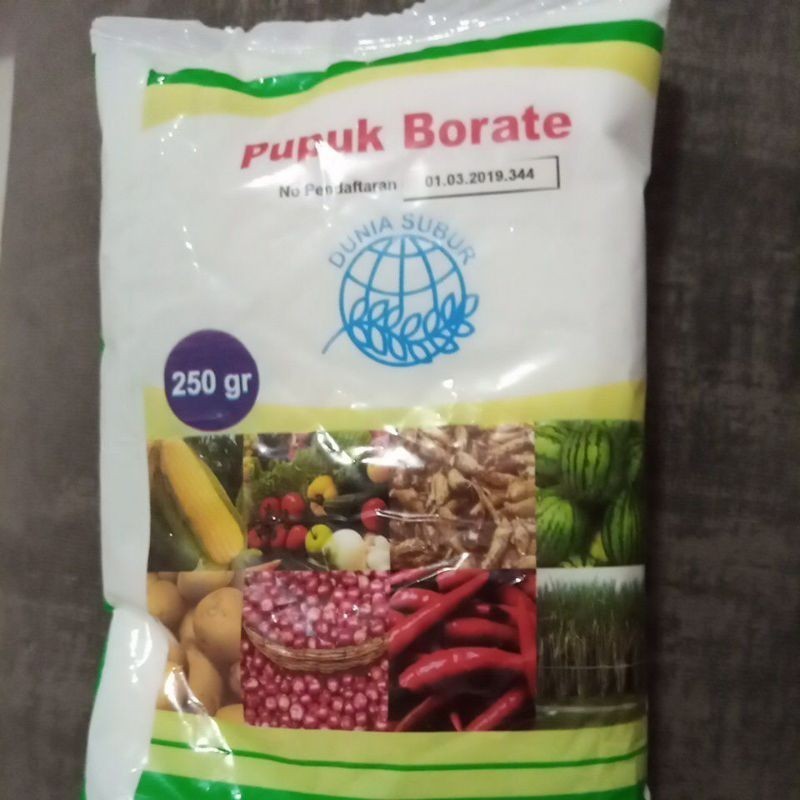 Pupuk Borate
No Pendaftaran 01.03.2019.344
DUNIA SUBUR
250 gr